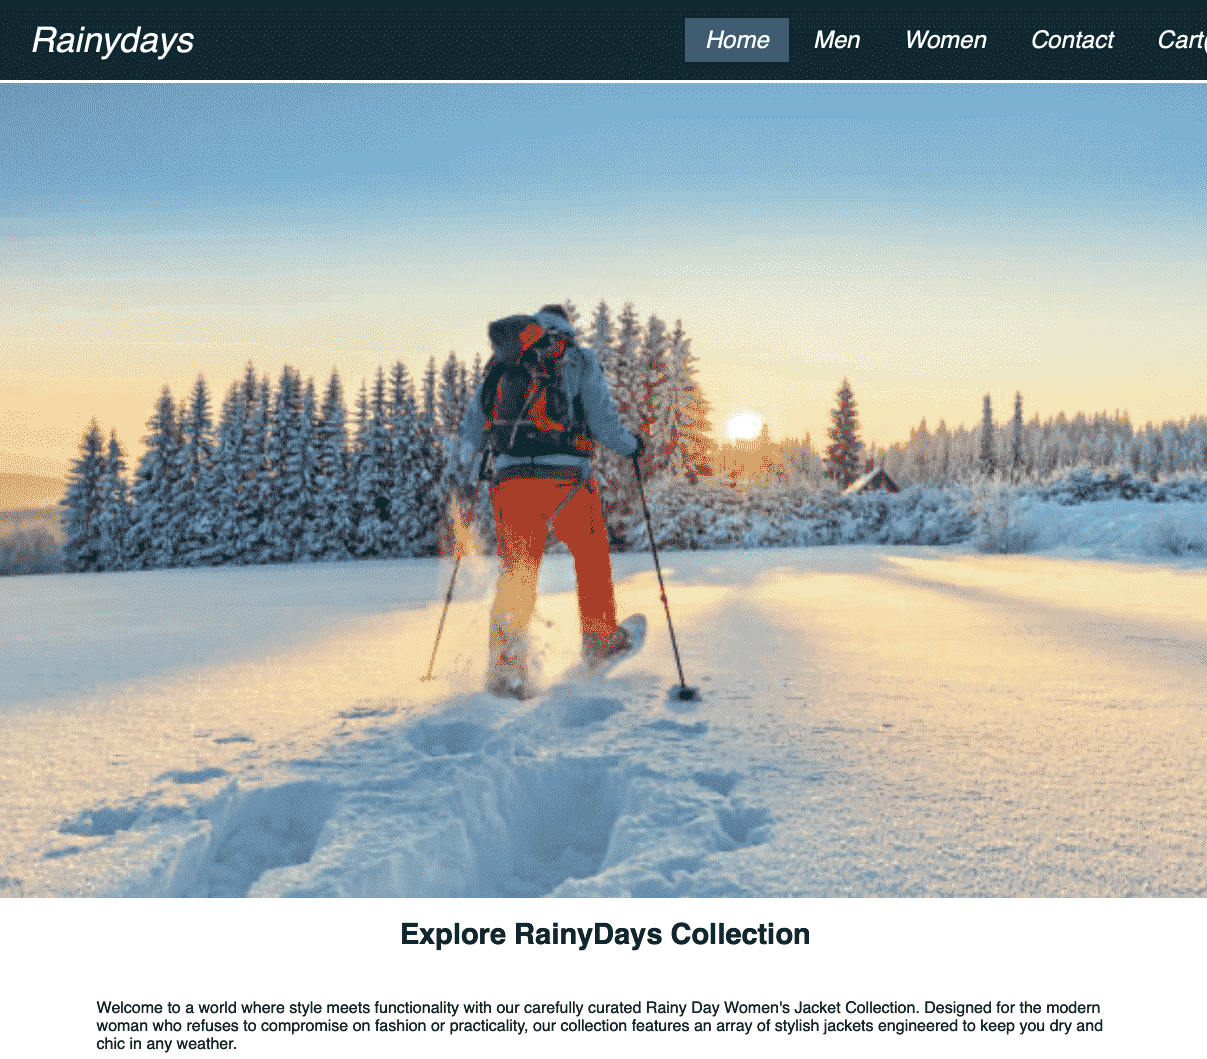 Rainydays
Home Men Women Contact Cart(
Explore RainyDays Collection
Welcome to a world where style meets functionality with our carefully curated Rainy Day Women's Jacket Collection. Designed for the modern
woman who refuses to compromise on fashion or practicality, our collection features an array of stylish jackets engineered to keep you dry and
chic in any weather.